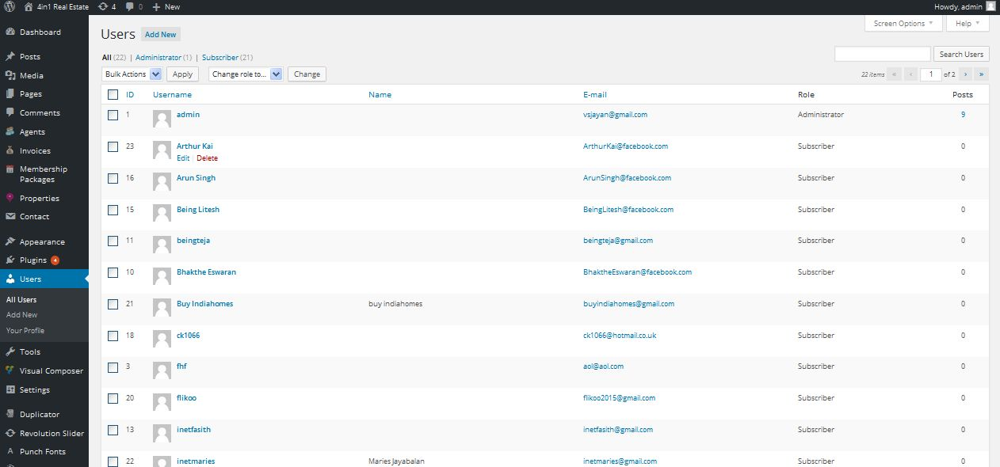 4in1 Real Estate 4 0 New Howdy, admin
Dashboard
Posts
Media
Pages
Comments
Agents
Invoices
Membership
Packages
Properties
Contact
Appearance
Plugins 4
Users
All Users
Add New
Your Profile
Tools
Visual Composer
Settings
Duplicator
Revolution Slider
Punch Fonts
Screen Options Help
Users Add New
All (22) | Administrator (1) | Subscriber (21)
Search Users
Bulk Actions Apply Change role to... Change
22 items « ‹ 1 of 2 › »
ID Username Name E-mail Role Posts
1 admin vsjayan@gmail.com Administrator 9
23 Arthur Kai ArthurKai@facebook.com Subscriber 0
Edit | Delete
16 Arun Singh ArunSingh@facebook.com Subscriber 0
15 Being Litesh BeingLitesh@facebook.com Subscriber 0
11 beingteja beingteja@gmail.com Subscriber 0
10 Bhakthe Eswaran BhaktheEswaran@facebook.com Subscriber 0
21 Buy Indiahomes buy indiahomes buyindiahomes@gmail.com Subscriber 0
18 ck1066 ck1066@hotmail.co.uk Subscriber 0
3 fhf aol@aol.com Subscriber 0
20 flikoo flikoo2015@gmail.com Subscriber 0
13 inetfasith inetfasith@gmail.com Subscriber 0
22 inetmaries Maries Jayabalan inetmaries@gmail.com Subscriber 0